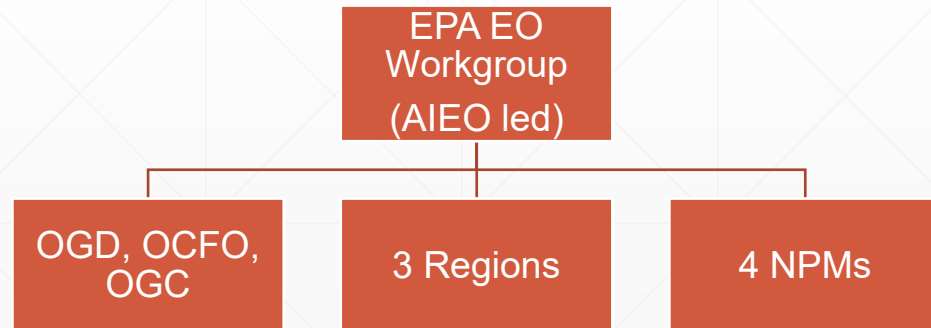 EPA EO
Workgroup
(AIEO led)
OGD, OCFO,
OGC
3 Regions
4 NPMs